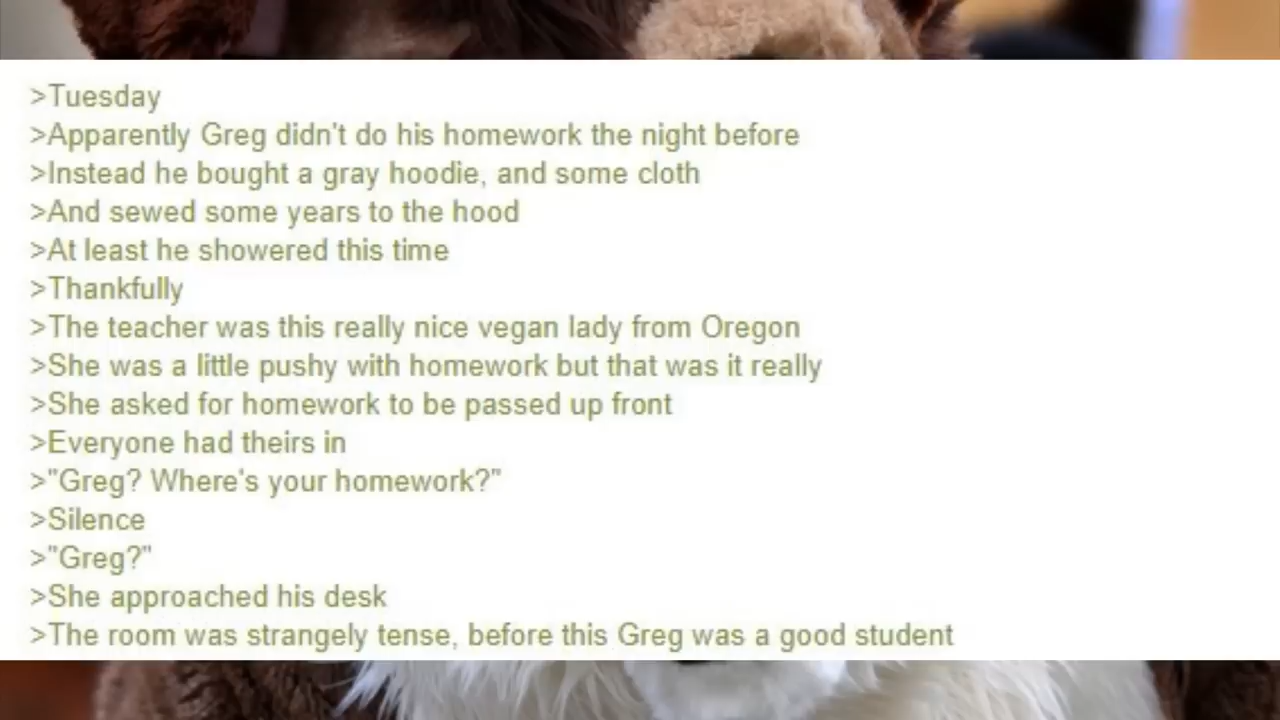 >Tuesday
>Apparently Greg didn't do his homework the night before
>Instead he bought a gray hoodie, and some cloth
>And sewed some years to the hood
>At least he showered this time
>Thankfully
>The teacher was this really nice vegan lady from Oregon
>She was a little pushy with homework but that was it really
>She asked for homework to be passed up front
>Everyone had theirs in
>"Greg? Where's your homework?"
>Silence
>"Greg?"
>She approached his desk
>The room was strangely tense, before this Greg was a good student